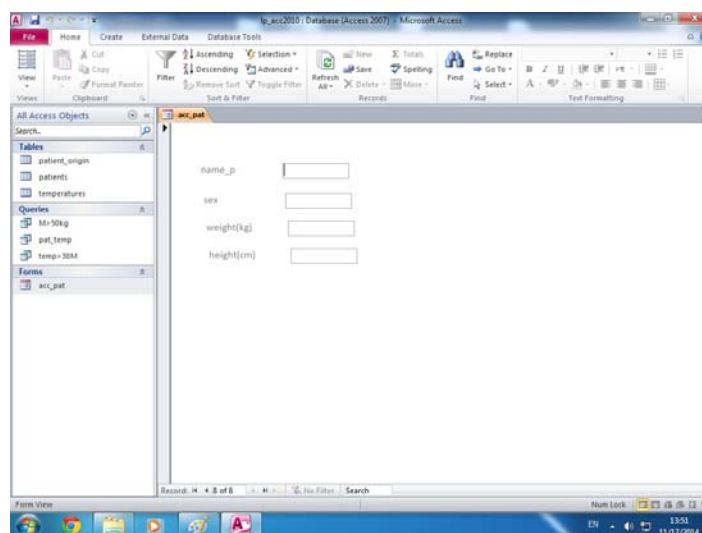 lp_acc2010 : Database (Access 2007) - Microsoft Access
File Home Create External Data Database Tools
View Paste Cut Copy Format Painter
Filter Ascending Descending Remove Sort Selection Advanced Toggle Filter
Refresh All New Save Delete Totals Spelling More
Find Replace Go To Select
B I U
A
Views Clipboard Sort & Filter Records Find Text Formatting
All Access Objects
Search..
Tables
patient_origin
patients
temperatures
Queries
M>50kg
pat_temp
Forms
acc_pat
acc_pat
name_p
sex
weight(kg)
height(cm)
Record: 8 of 8 No Filter Search
Form View Num Lock
EN 13:51
11/17/2014